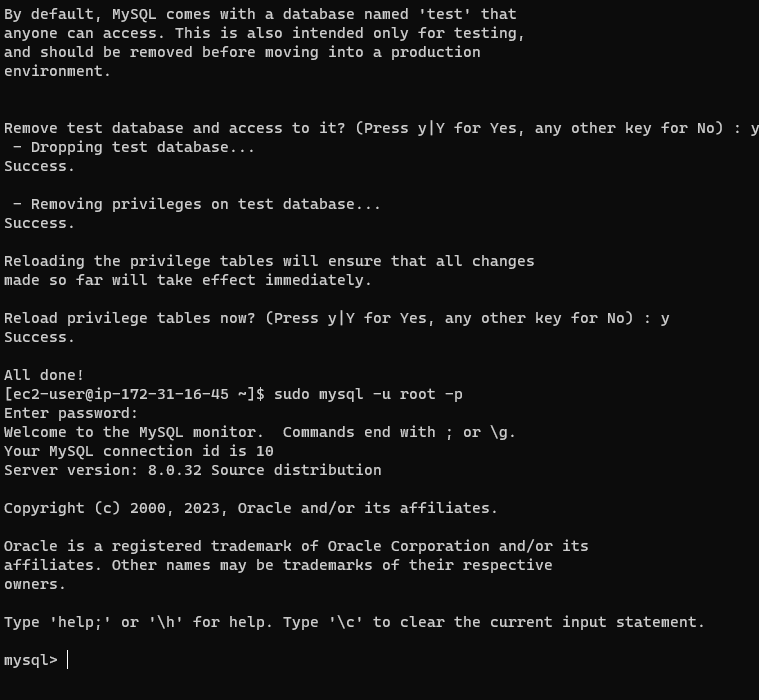 By default, MySQL comes with a database named 'test' that
anyone can access. This is also intended only for testing,
and should be removed before moving into a production
environment.
Remove test database and access to it? (Press y|Y for Yes, any other key for No) : y
 - Dropping test database...
Success.
 - Removing privileges on test database...
Success.
Reloading the privilege tables will ensure that all changes
made so far will take effect immediately.
Reload privilege tables now? (Press y|Y for Yes, any other key for No) : y
Success.
All done!
[ec2-user@ip-172-31-16-45 ~]$ sudo mysql -u root -p
Enter password:
Welcome to the MySQL monitor.  Commands end with ; or \g.
Your MySQL connection id is 10
Server version: 8.0.32 Source distribution
Copyright (c) 2000, 2023, Oracle and/or its affiliates.
Oracle is a registered trademark of Oracle Corporation and/or its
affiliates. Other names may be trademarks of their respective
owners.
Type 'help;' or '\h' for help. Type '\c' to clear the current input statement.
mysql>